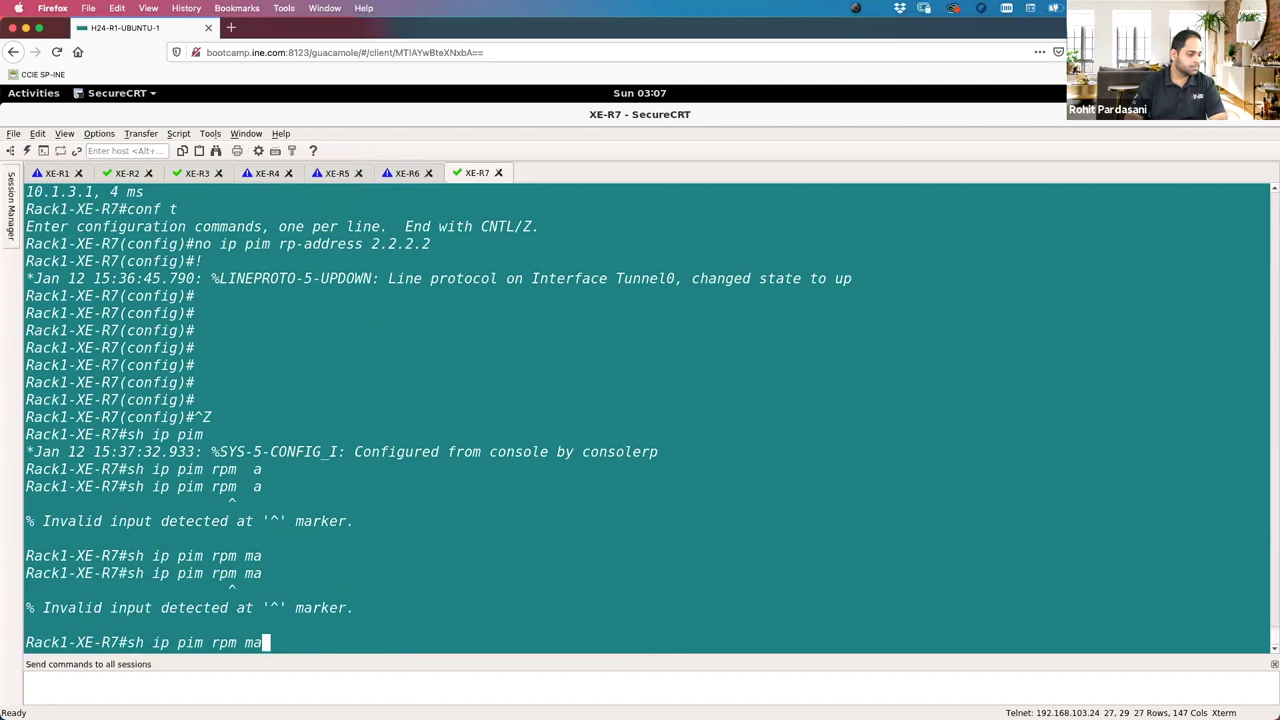 Firefox File Edit View History Bookmarks Tools Window Help
H24-R1-UBUNTU-1
bootcamp.ine.com:8123/guacamole/#/client/MTIAYwBteXNxbA==
CCIE SP-INE
Activities SecureCRT Sun 03:07
Rohit Pardasani
XE-R7 - SecureCRT
File Edit View Options Transfer Script Tools Window Help
Enter host <Alt+...
XE-R1 XE-R2 XE-R3 XE-R4 XE-R5 XE-R6 XE-R7
Session Manager
10.1.3.1, 4 ms
Rack1-XE-R7#conf t
Enter configuration commands, one per line.  End with CNTL/Z.
Rack1-XE-R7(config)#no ip pim rp-address 2.2.2.2
Rack1-XE-R7(config)#!
*Jan 12 15:36:45.790: %LINEPROTO-5-UPDOWN: Line protocol on Interface Tunnel0, changed state to up
Rack1-XE-R7(config)#
Rack1-XE-R7(config)#
Rack1-XE-R7(config)#
Rack1-XE-R7(config)#
Rack1-XE-R7(config)#
Rack1-XE-R7(config)#
Rack1-XE-R7(config)#
Rack1-XE-R7(config)#^Z
Rack1-XE-R7#sh ip pim
*Jan 12 15:37:32.933: %SYS-5-CONFIG_I: Configured from console by consolerp
Rack1-XE-R7#sh ip pim rpm  a
Rack1-XE-R7#sh ip pim rpm  a
^
% Invalid input detected at '^' marker.
Rack1-XE-R7#sh ip pim rpm ma
Rack1-XE-R7#sh ip pim rpm ma
^
% Invalid input detected at '^' marker.
Rack1-XE-R7#sh ip pim rpm ma
Send commands to all sessions
Ready Telnet: 192.168.103.24 27, 29 27 Rows, 147 Cols Xterm